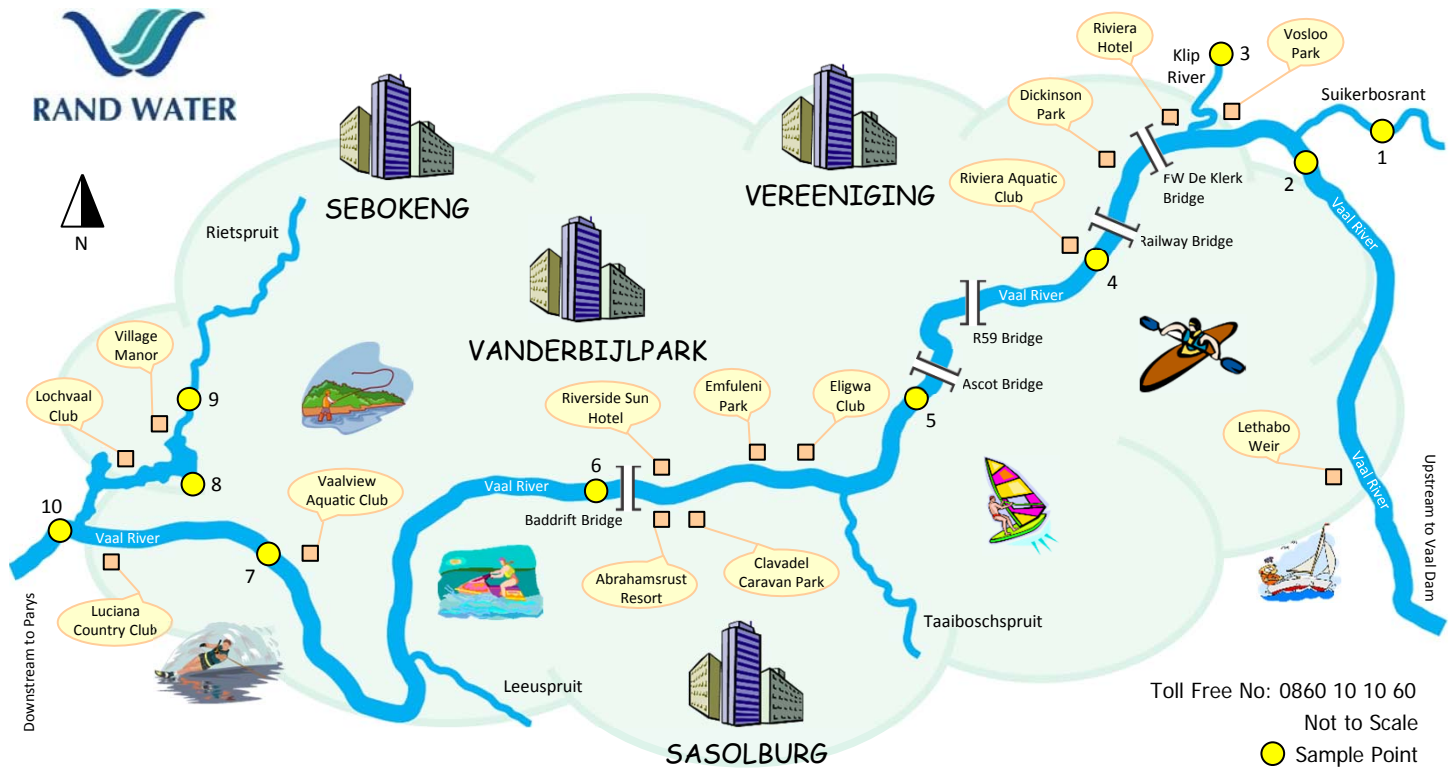 RAND WATER
N
SEBOKENG
VEREENIGING
VANDERBIJLPARK
SASOLBURG
Riviera
Hotel
Klip
River
3
Vosloo
Park
Suikerbosrant
1
2
Dickinson
Park
FW De Klerk
Bridge
Riviera Aquatic
Club
Railway Bridge
4
Vaal River
Vaal River
R59 Bridge
Ascot Bridge
5
Rietspruit
Village
Manor
Lochvaal
Club
9
8
10
Vaal River
7
Vaalview
Aquatic Club
Luciana
Country Club
Downstream to Parys
Riverside Sun
Hotel
Emfuleni
Park
Eligwa
Club
6
Vaal River
Baddrift Bridge
Abrahamsrust
Resort
Clavadel
Caravan Park
Taaiboschspruit
Leeuspruit
Lethabo
Weir
Vaal River
Upstream to Vaal Dam
Toll Free No: 0860 10 10 60
Not to Scale
Sample Point